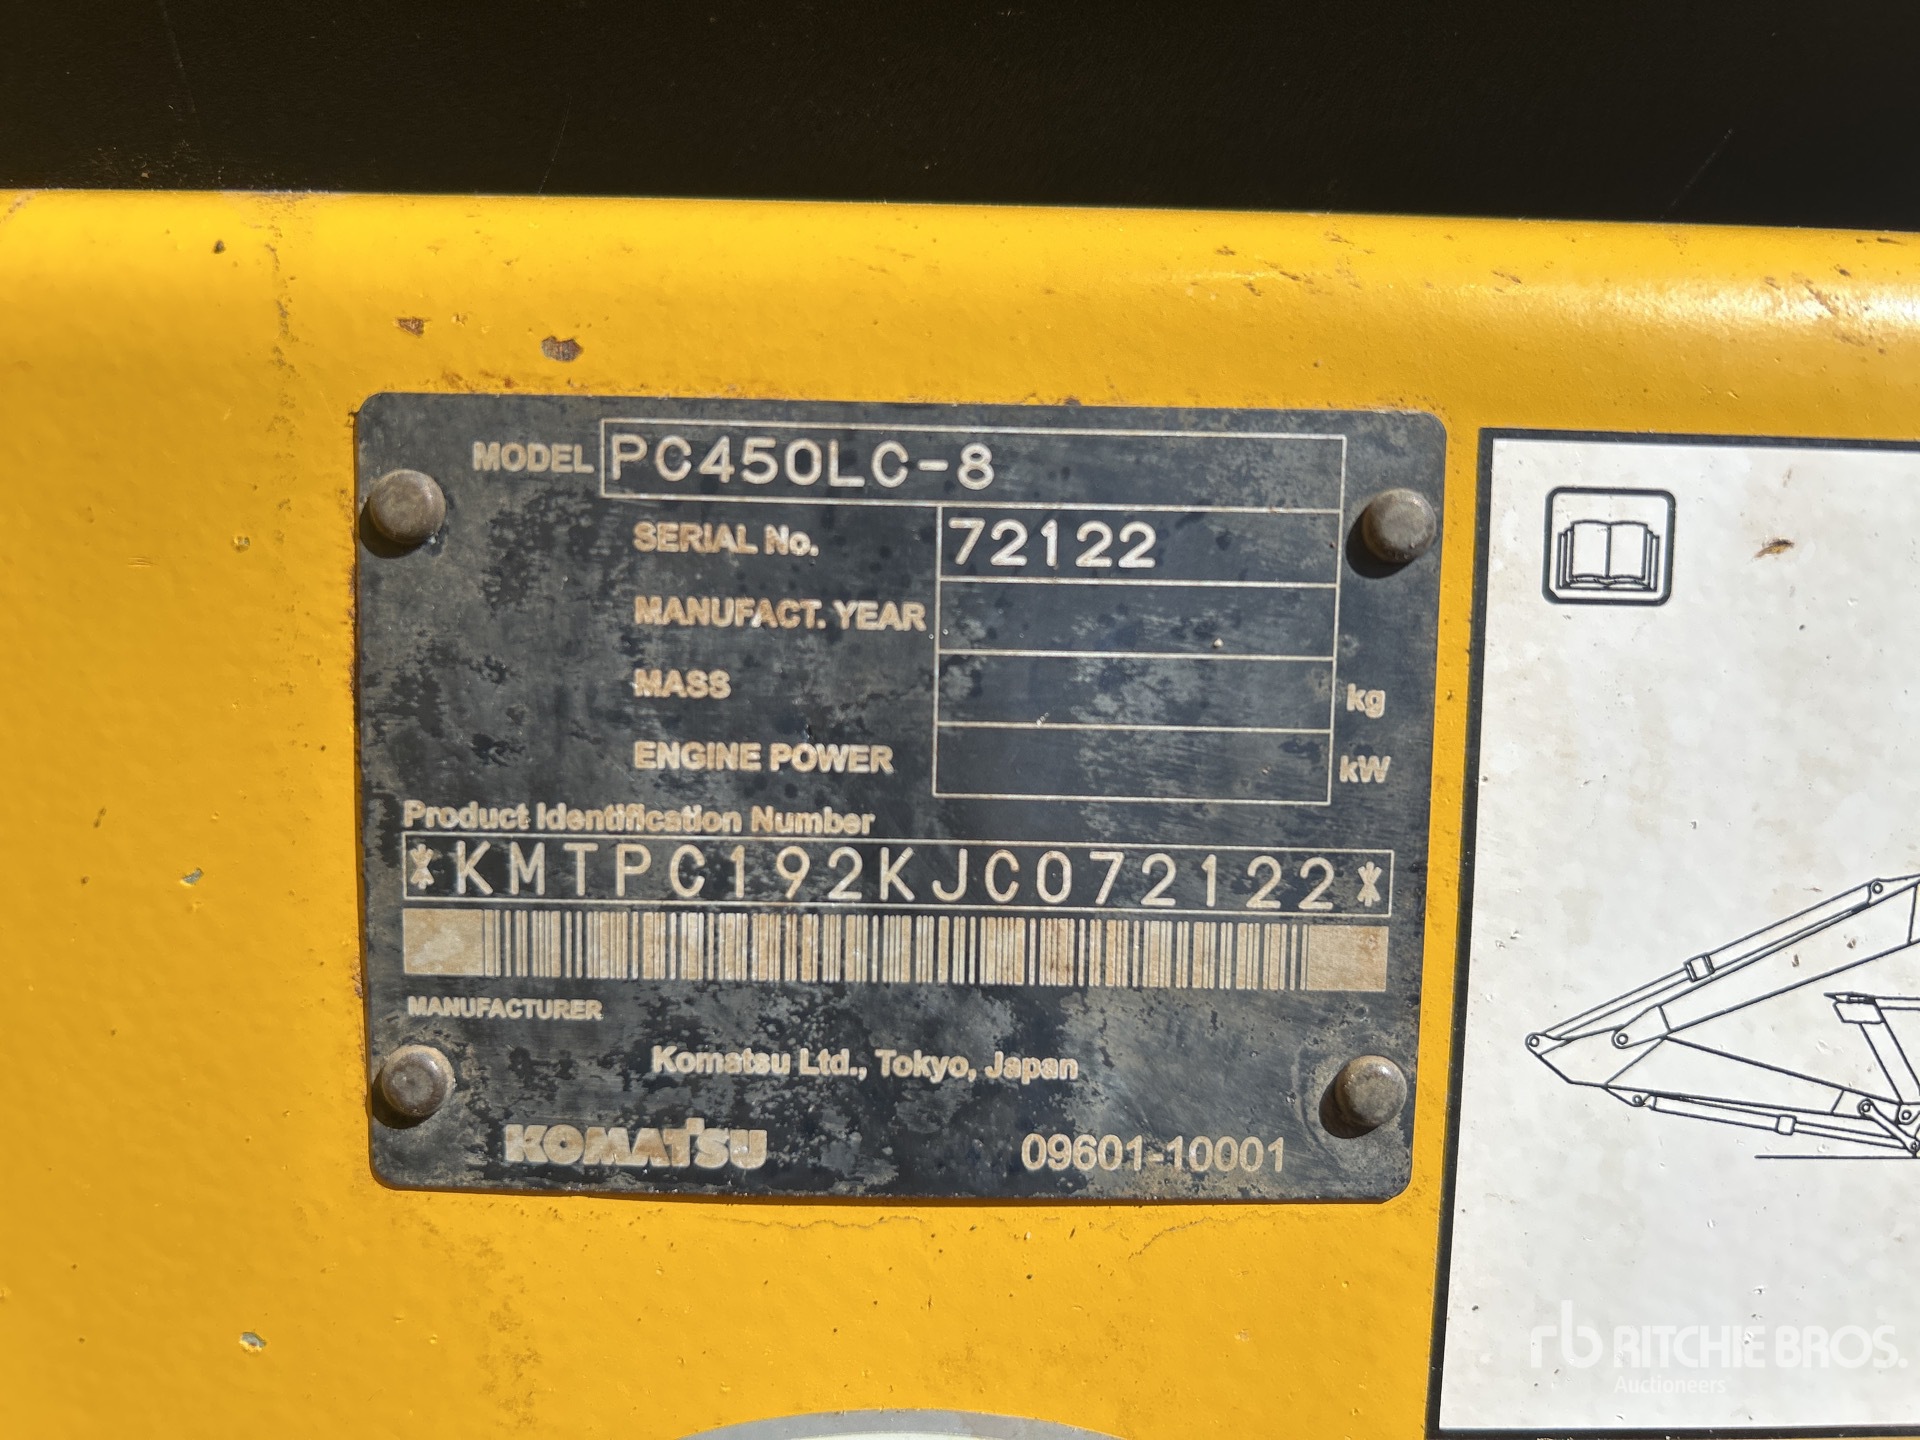 MODEL PC450LC-8
SERIAL No. 72122
MANUFACT. YEAR
MASS kg
ENGINE POWER kW
Product Identification Number
*KMTPC192KJC072122*
MANUFACTURER
Komatsu Ltd., Tokyo, Japan
KOMATSU 09601-10001
rb RITCHIE BROS.
Auctioneers